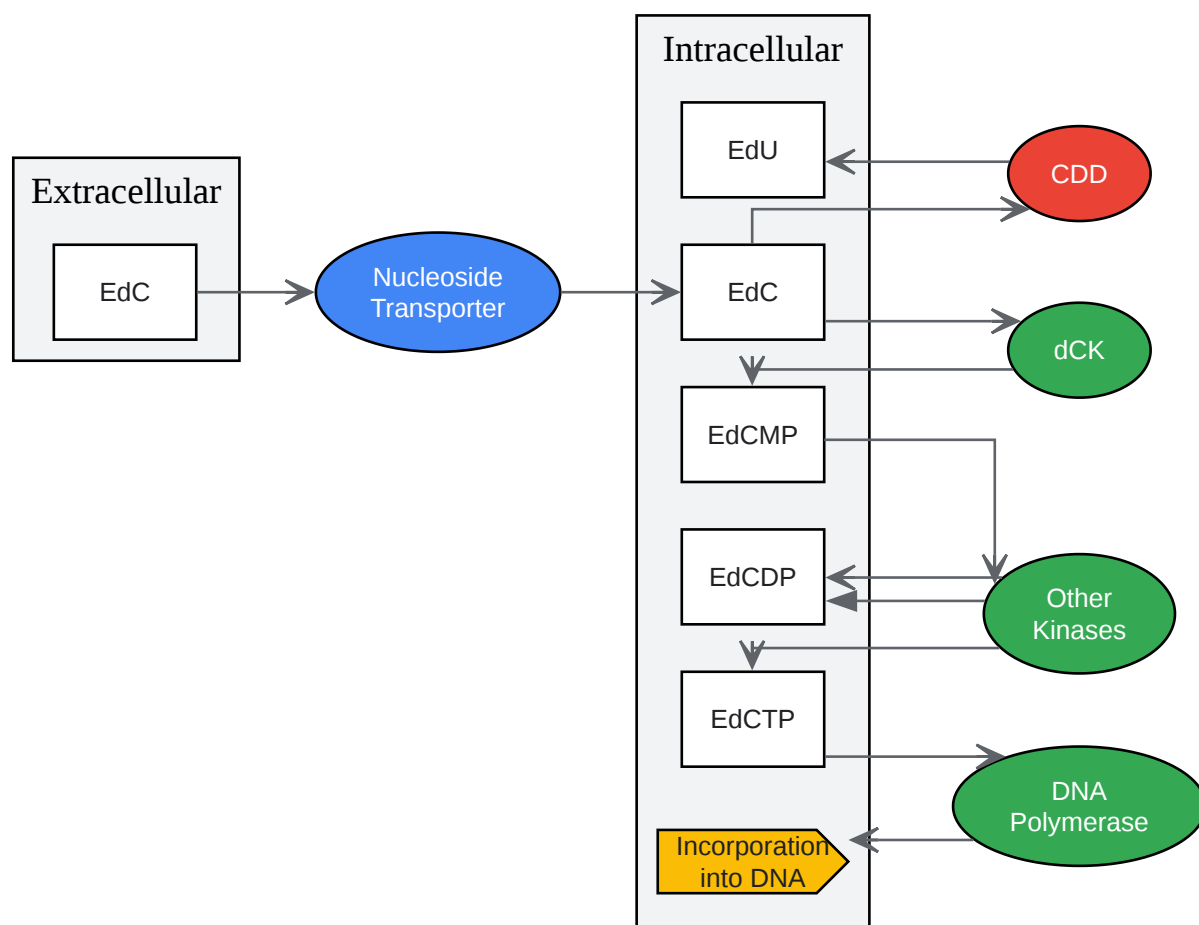 Intracellular
EdU
CDD
Extracellular
EdC
Nucleoside
Transporter
EdC
dCK
EdCMP
EdCDP
Other
Kinases
EdCTP
DNA
Polymerase
Incorporation
into DNA